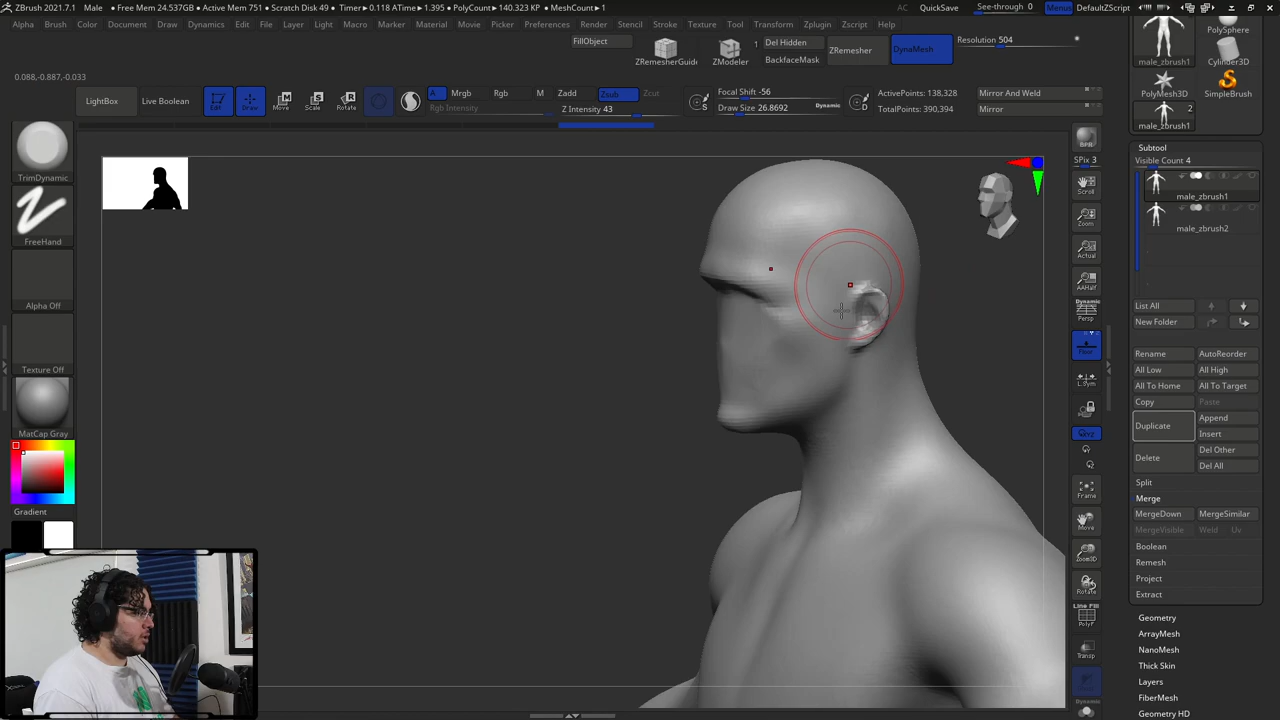 ZBrush 2021.7.1 Male • Free Mem 24.537GB • Active Mem 751 • Scratch Disk 49 • Timer▸0.118 ATime▸1.395 • PolyCount▸140.323 KP • MeshCount▸1
AC QuickSave See-through 0 Menus DefaultZScript
Alpha Brush Color Document Draw Dynamics Edit File Layer Light Macro Marker Material Movie Picker Preferences Render Stencil Stroke Texture Tool Transform Zplugin Zscript Help
0.088,-0.887,-0.033
FillObject
ZRemesherGuide
1
ZModeler
Del Hidden
BackfaceMask
ZRemesher
DynaMesh
Resolution 504
LightBox
Live Boolean
Edit
Draw
Move
Scale
Rotate
A Mrgb Rgb M
Rgb Intensity
Zadd Zsub Zcut
Z Intensity 43
S
Focal Shift -56
Draw Size 26.8692
Dynamic
D
ActivePoints: 138,328
TotalPoints: 390,394
Mirror And Weld
Mirror
TrimDynamic
FreeHand
Alpha Off
Texture Off
MatCap Gray
Gradient
BPR
SPix 3
Scroll
Zoom
Actual
AAHalf
Dynamic
Persp
Floor
L.Sym
Frame
Move
Zoom3D
Rotate
Line Fill
PolyF
Transp
Dynamic
male_zbrush1
PolySphere
Cylinder3D
PolyMesh3D
SimpleBrush
2
male_zbrush1
Subtool
Visible Count 4
male_zbrush1
male_zbrush2
List All
New Folder
Rename AutoReorder
All Low All High
All To Home All To Target
Copy Paste
Duplicate
Append
Insert
Delete
Del Other
Del All
Split
Merge
MergeDown MergeSimilar
MergeVisible Weld Uv
Boolean
Remesh
Project
Extract
Geometry
ArrayMesh
NanoMesh
Thick Skin
Layers
FiberMesh
Geometry HD